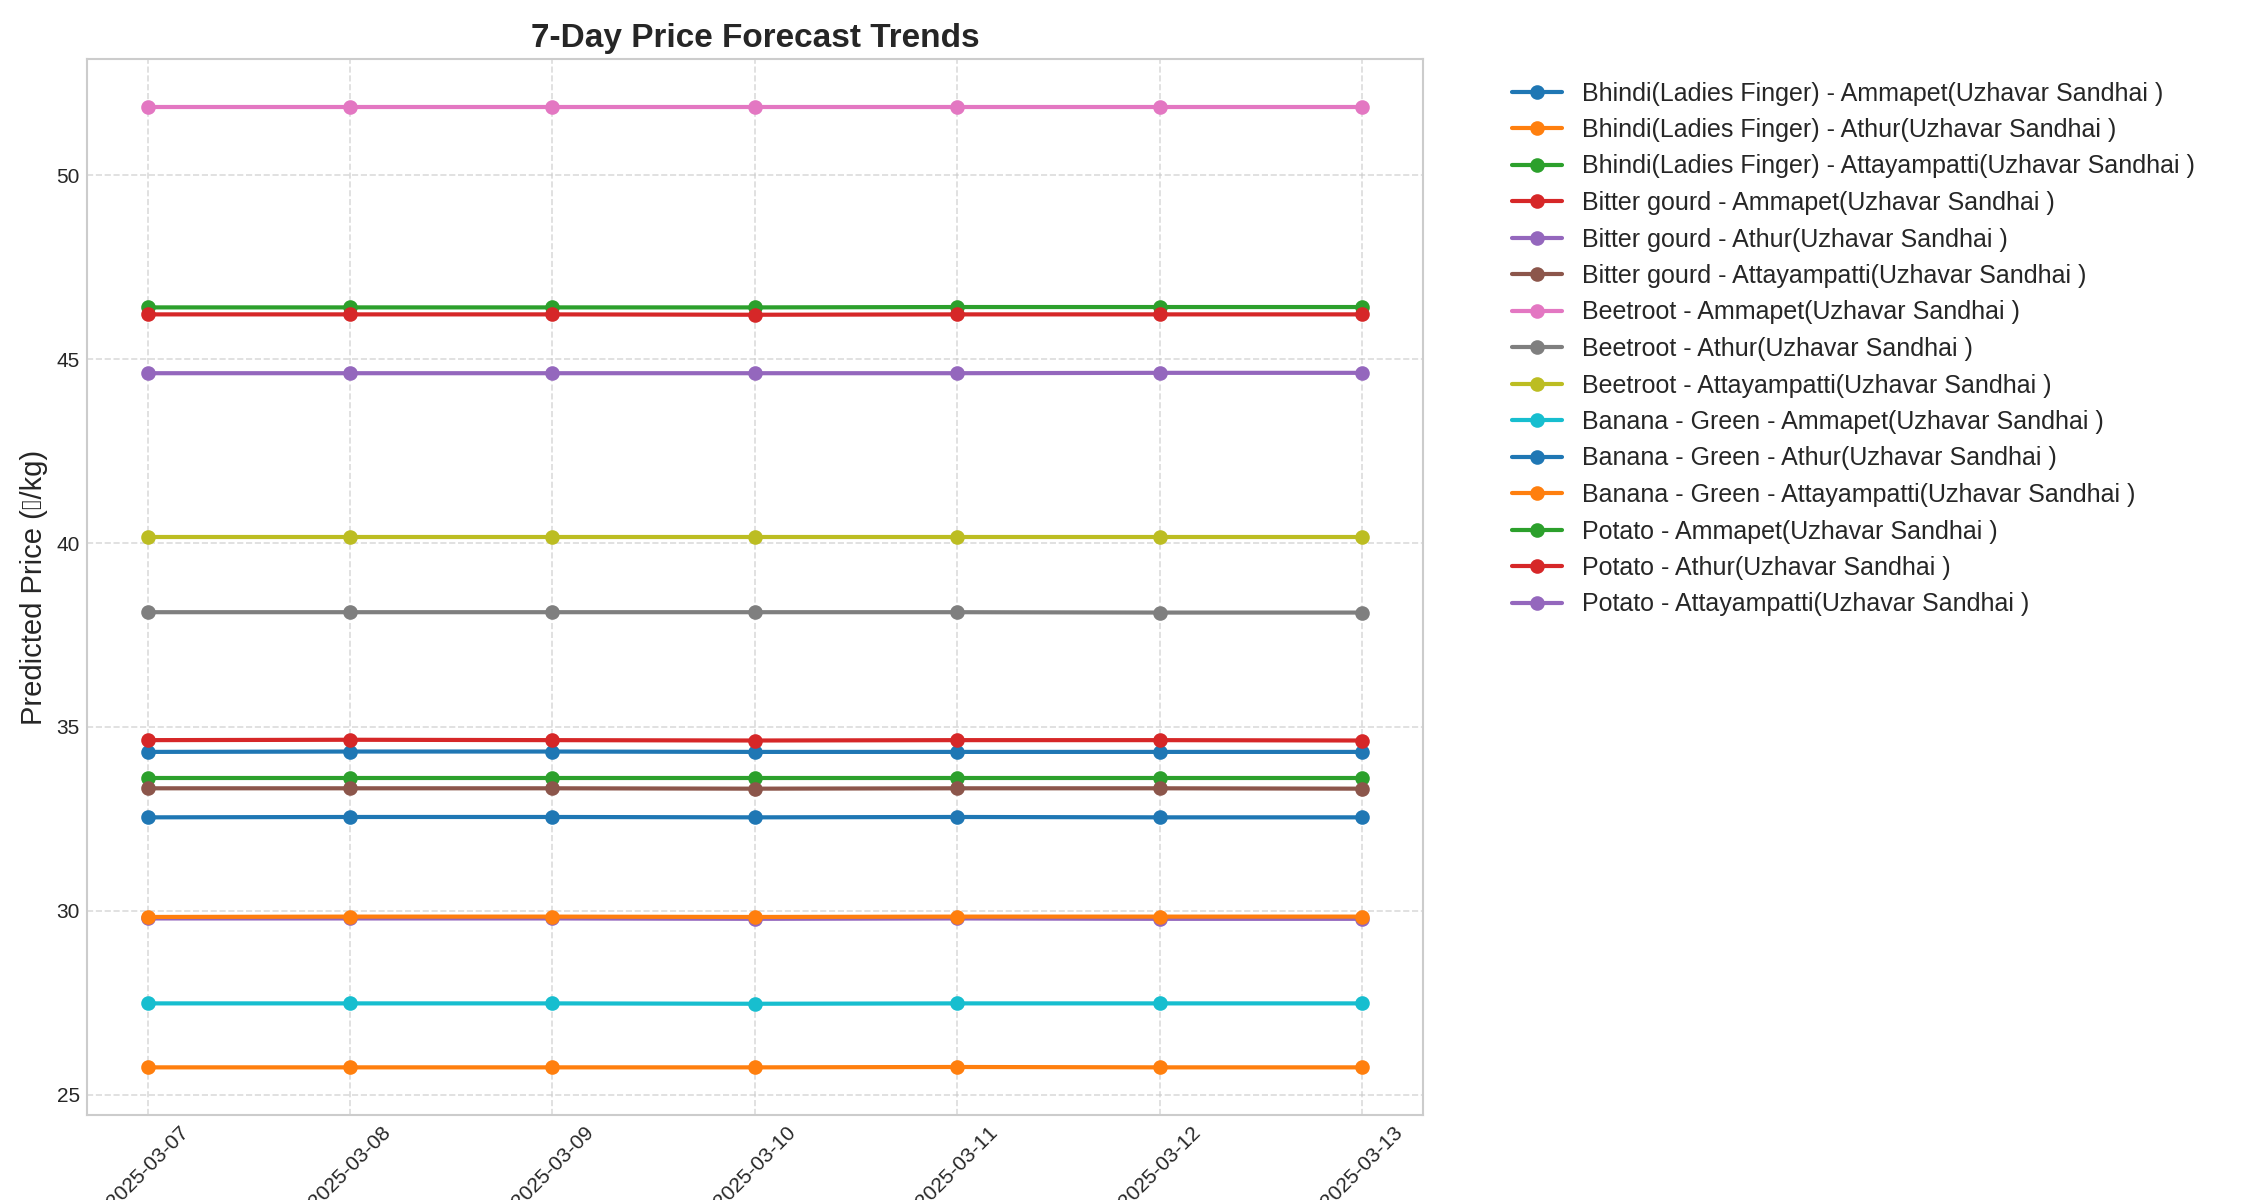 7-Day Price Forecast Trends
Predicted Price (▯/kg)
50
45
40
35
30
25
2025-03-07
2025-03-08
2025-03-09
2025-03-10
2025-03-11
2025-03-12
2025-03-13
Bhindi(Ladies Finger) - Ammapet(Uzhavar Sandhai )
Bhindi(Ladies Finger) - Athur(Uzhavar Sandhai )
Bhindi(Ladies Finger) - Attayampatti(Uzhavar Sandhai )
Bitter gourd - Ammapet(Uzhavar Sandhai )
Bitter gourd - Athur(Uzhavar Sandhai )
Bitter gourd - Attayampatti(Uzhavar Sandhai )
Beetroot - Ammapet(Uzhavar Sandhai )
Beetroot - Athur(Uzhavar Sandhai )
Beetroot - Attayampatti(Uzhavar Sandhai )
Banana - Green - Ammapet(Uzhavar Sandhai )
Banana - Green - Athur(Uzhavar Sandhai )
Banana - Green - Attayampatti(Uzhavar Sandhai )
Potato - Ammapet(Uzhavar Sandhai )
Potato - Athur(Uzhavar Sandhai )
Potato - Attayampatti(Uzhavar Sandhai )